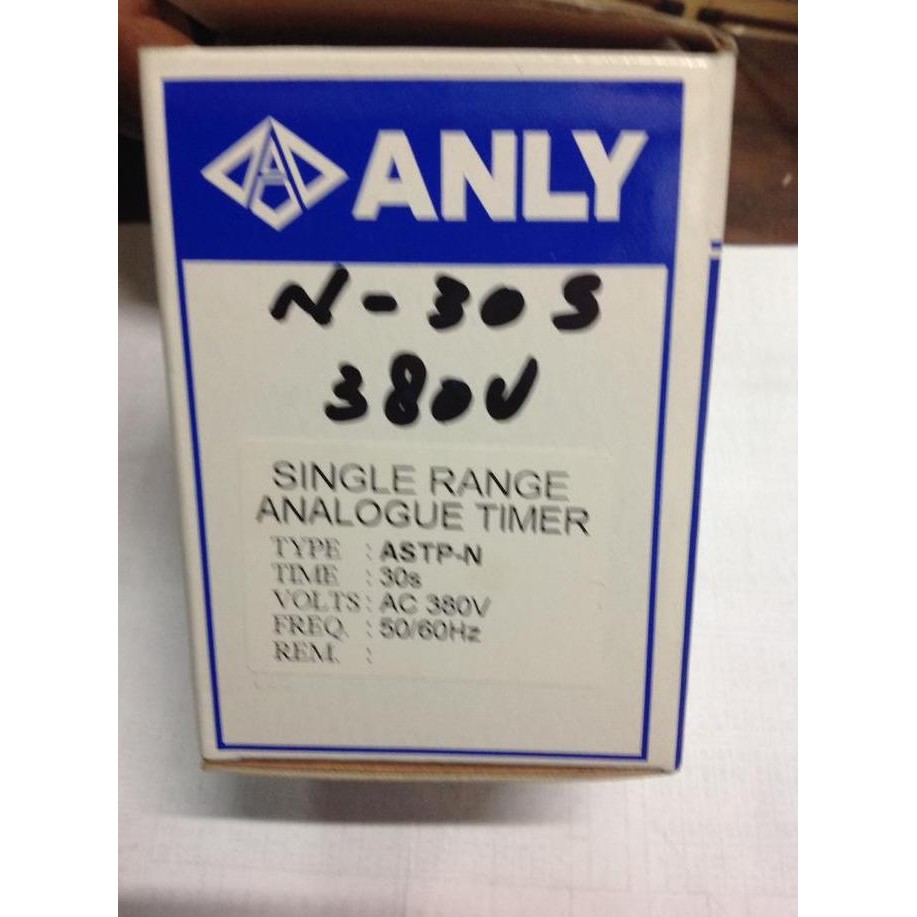 ANLY
N-30S
380V
SINGLE RANGE
ANALOGUE TIMER
TYPE : ASTP-N
TIME : 30s
VOLTS : AC 380V
FREQ. : 50/60Hz
REM. :